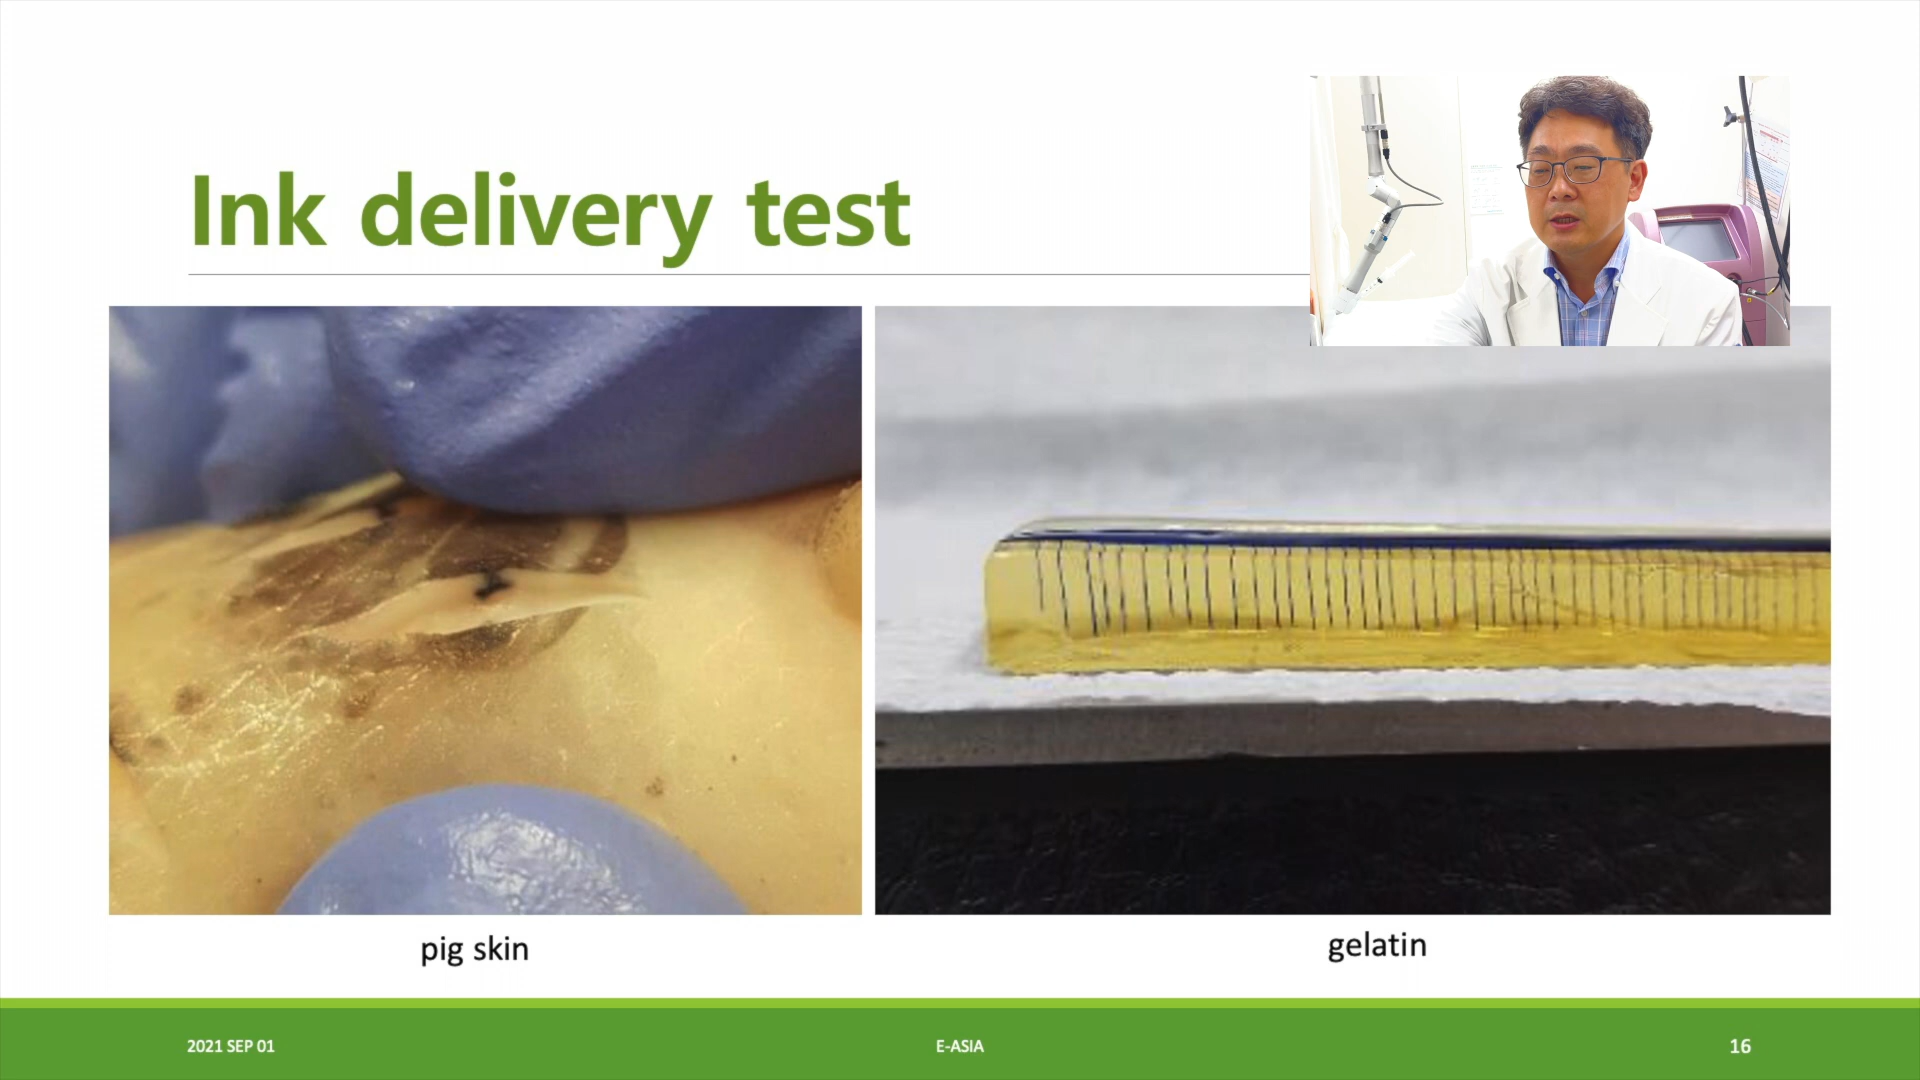 Ink delivery test
pig skin
gelatin
2021 SEP 01
E-ASIA
16